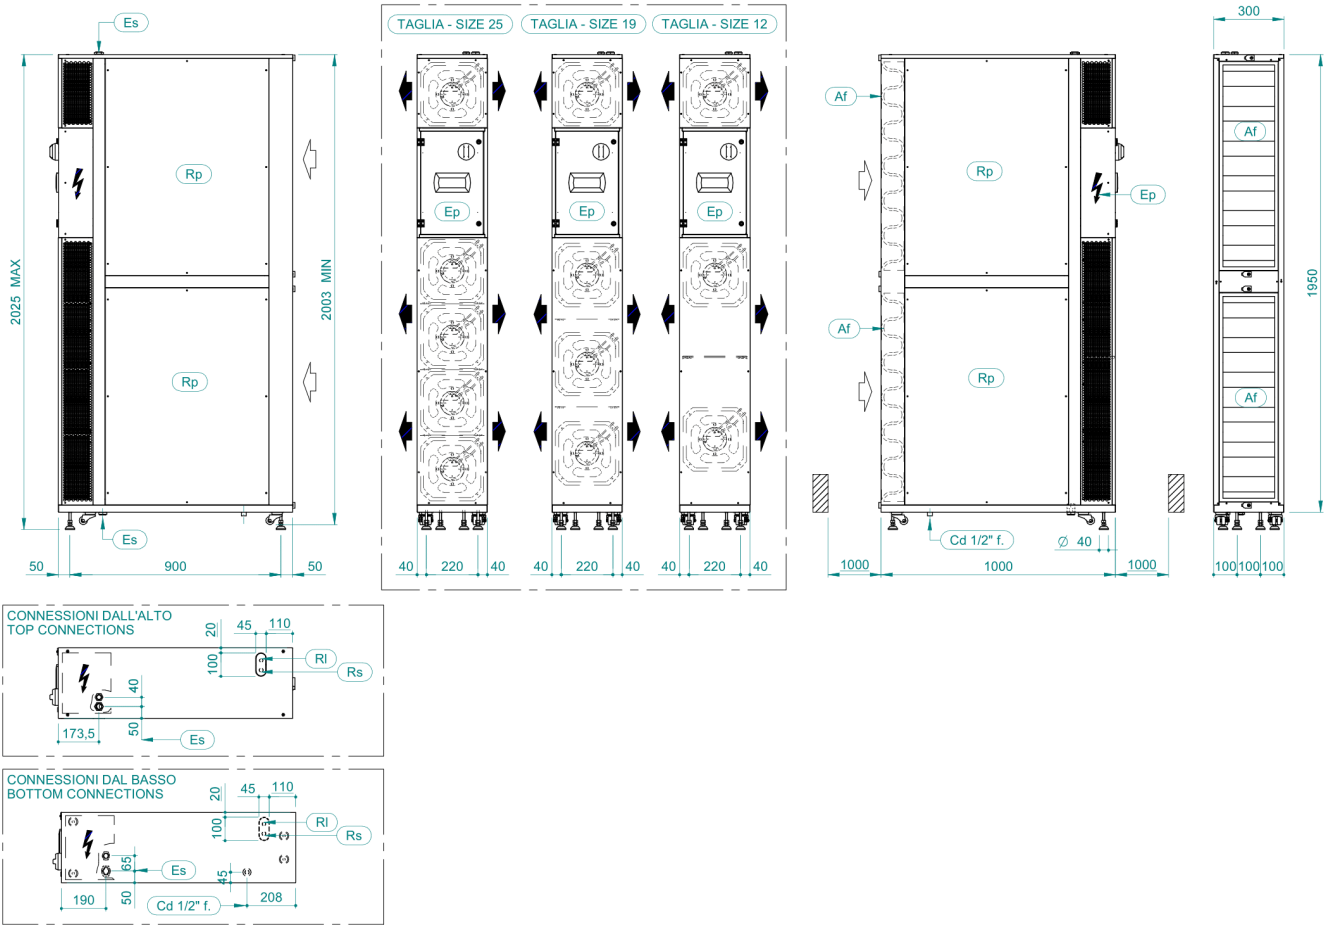 Es
TAGLIA - SIZE 25
TAGLIA - SIZE 19
TAGLIA - SIZE 12
300
Af
Af
Rp
Rp
Ep
Ep
Ep
Ep
2025 MAX
2003 MIN
1950
Rp
Af
Rp
Af
Es
Cd 1/2" f.
Ø 40
50
900
50
40
220
40
40
220
40
40
220
40
1000
1000
1000
100
100
100
CONNESSIONI DALL'ALTO
TOP CONNECTIONS
20
45
110
100
Rl
Rs
40
50
173,5
Es
CONNESSIONI DAL BASSO
BOTTOM CONNECTIONS
20
45
110
100
Rl
Rs
65
Es
45
50
190
Cd 1/2" f.
208